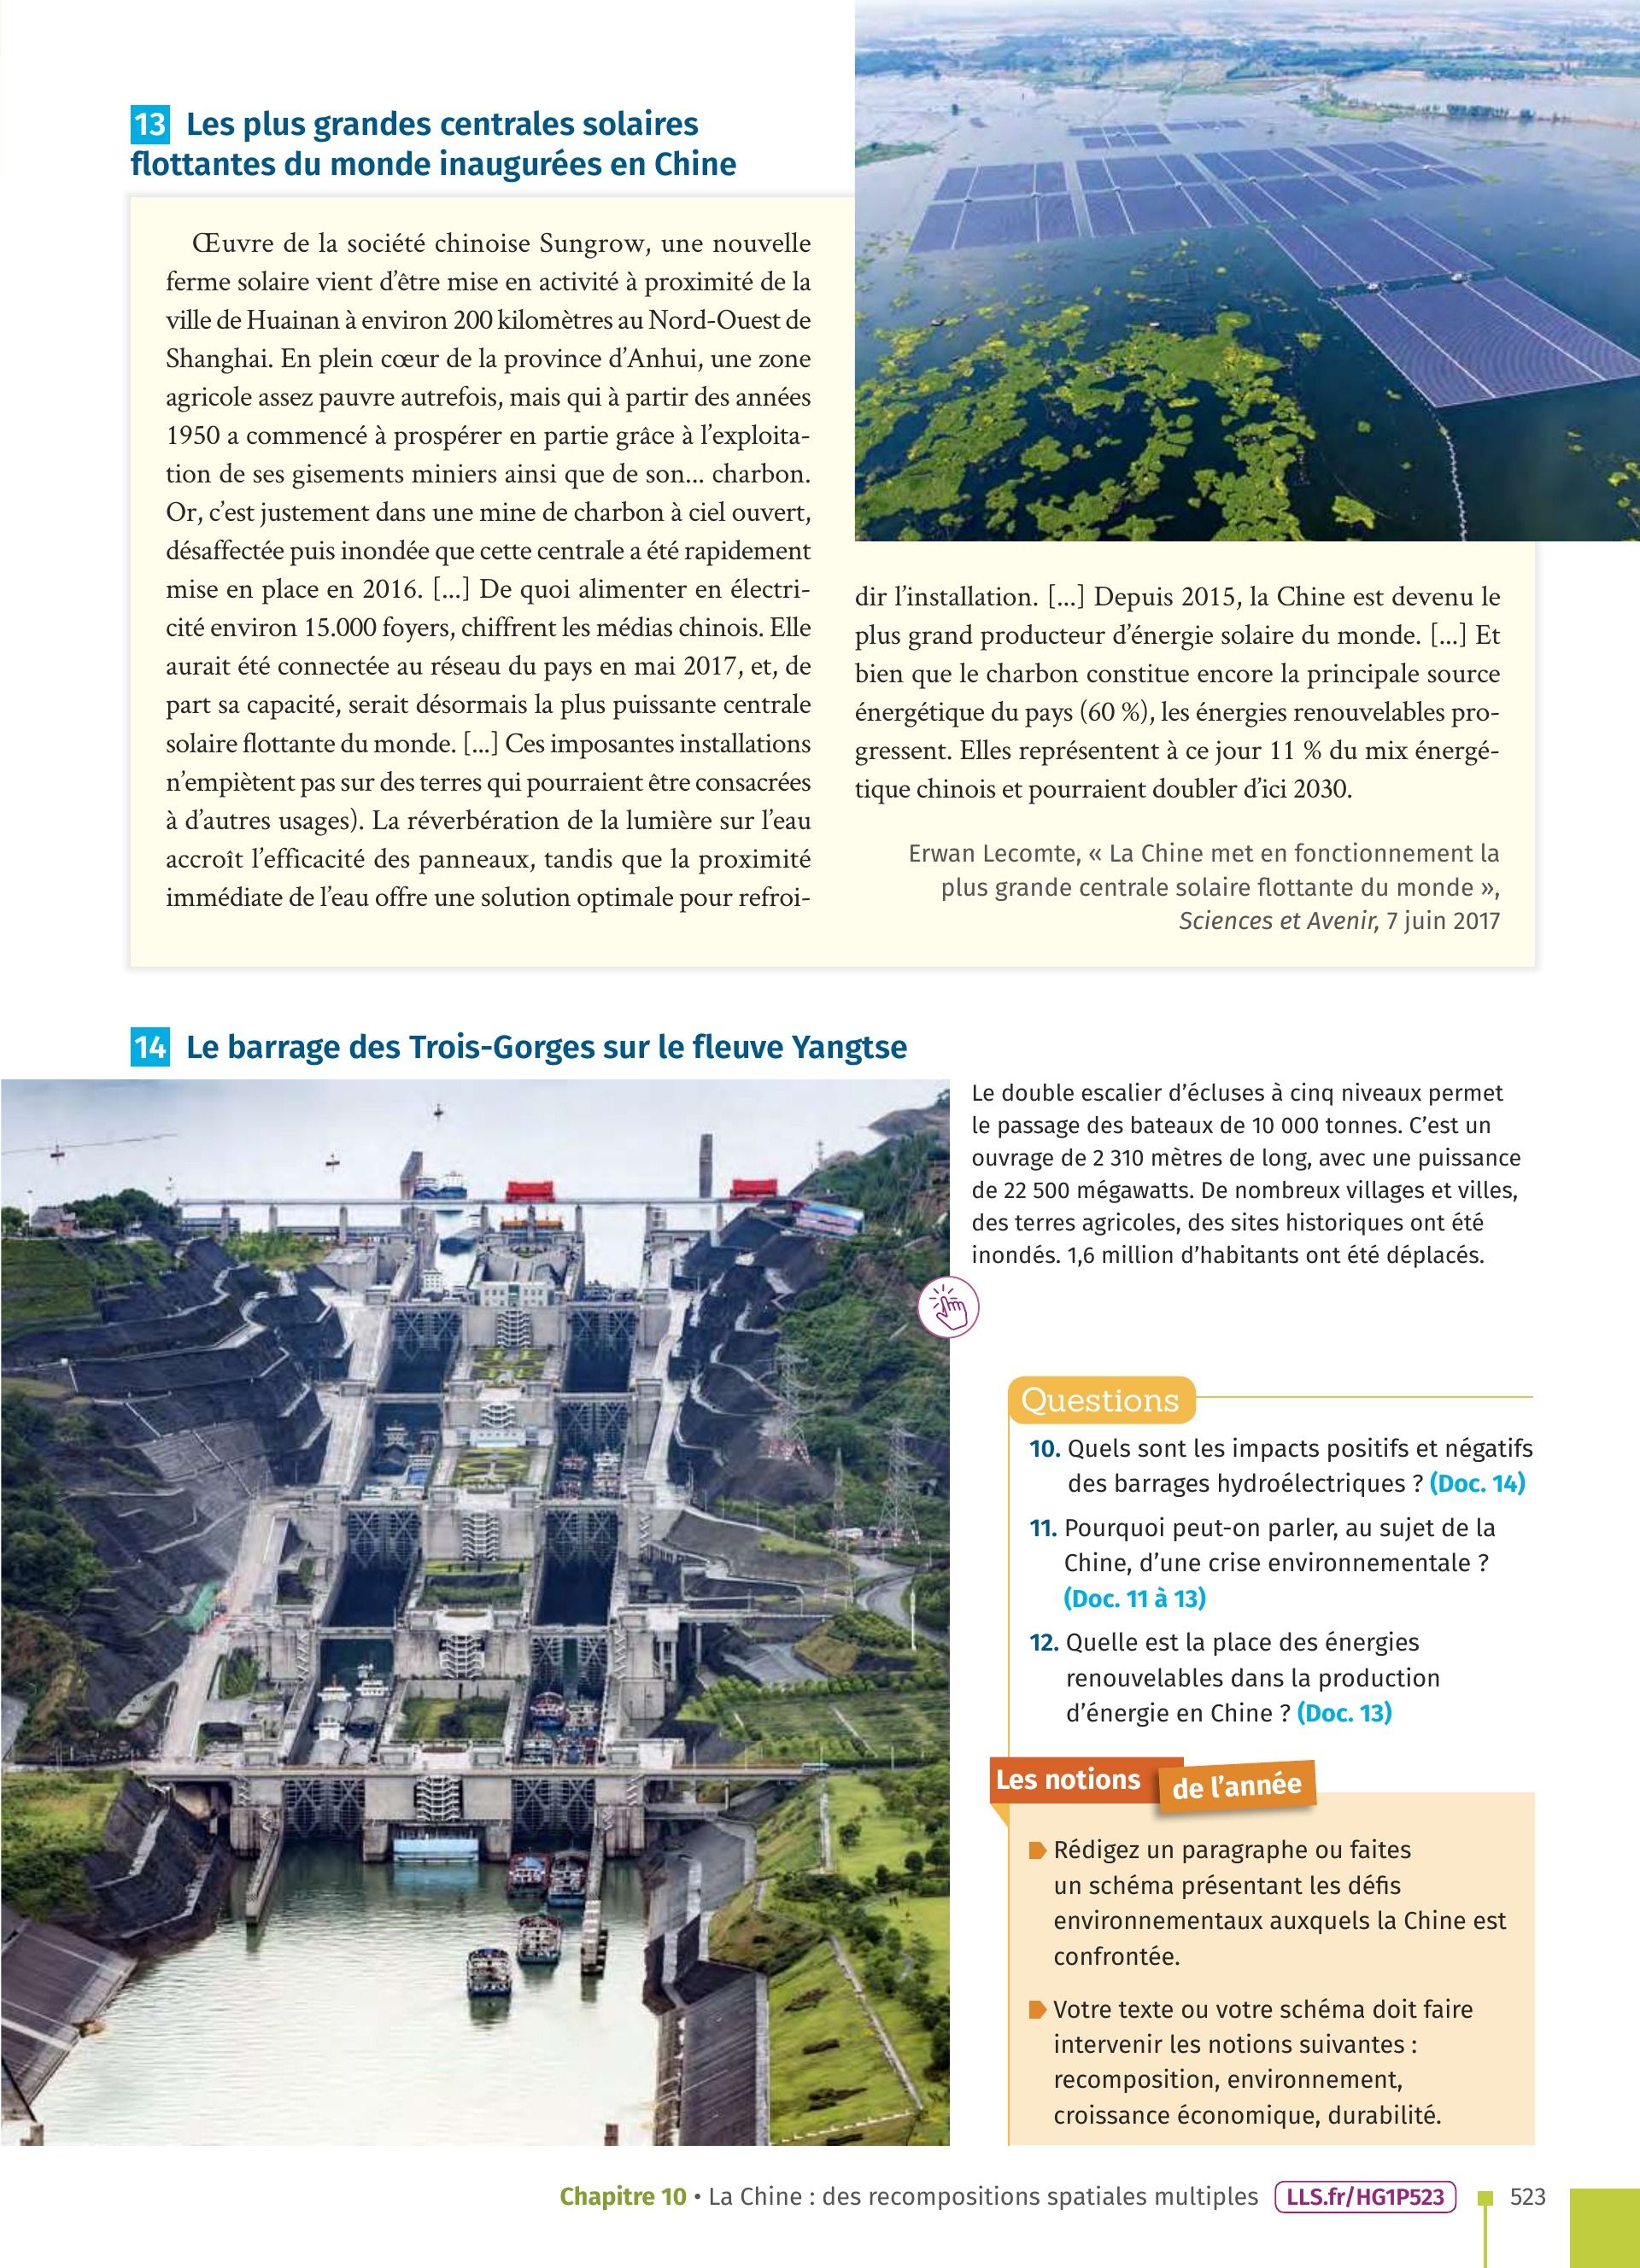 13 Les plus grandes centrales solaires
flottantes du monde inaugurées en Chine
Œuvre de la société chinoise Sungrow, une nouvelle
ferme solaire vient d'être mise en activité à proximité de la
ville de Huainan à environ 200 kilomètres au Nord-Ouest de
Shanghai. En plein cœur de la province d'Anhui, une zone
agricole assez pauvre autrefois, mais qui à partir des années
1950 a commencé à prospérer en partie grâce à l'exploita-
tion de ses gisements miniers ainsi que de son... charbon.
Or, c'est justement dans une mine de charbon à ciel ouvert,
désaffectée puis inondée que cette centrale a été rapidement
mise en place en 2016. [...] De quoi alimenter en électri-
cité environ 15.000 foyers, chiffrent les médias chinois. Elle
aurait été connectée au réseau du pays en mai 2017, et, de
part sa capacité, serait désormais la plus puissante centrale
solaire flottante du monde. [...] Ces imposantes installations
n'empiètent pas sur des terres qui pourraient être consacrées
à d'autres usages). La réverbération de la lumière sur l'eau
accroît l'efficacité des panneaux, tandis que la proximité
immédiate de l'eau offre une solution optimale pour refroi-
dir l'installation. [...] Depuis 2015, la Chine est devenu le
plus grand producteur d'énergie solaire du monde. [...] Et
bien que le charbon constitue encore la principale source
énergétique du pays (60 %), les énergies renouvelables pro-
gressent. Elles représentent à ce jour 11 % du mix énergé-
tique chinois et pourraient doubler d'ici 2030.
Erwan Lecomte, « La Chine met en fonctionnement la
plus grande centrale solaire flottante du monde »,
Sciences et Avenir, 7 juin 2017
14 Le barrage des Trois-Gorges sur le fleuve Yangtse
Le double escalier d'écluses à cinq niveaux permet
le passage des bateaux de 10 000 tonnes. C'est un
ouvrage de 2 310 mètres de long, avec une puissance
de 22 500 mégawatts. De nombreux villages et villes,
des terres agricoles, des sites historiques ont été
inondés. 1,6 million d'habitants ont été déplacés.
Questions
10. Quels sont les impacts positifs et négatifs
des barrages hydroélectriques ? (Doc. 14)
11. Pourquoi peut-on parler, au sujet de la
Chine, d'une crise environnementale ?
(Doc. 11 à 13)
12. Quelle est la place des énergies
renouvelables dans la production
d'énergie en Chine ? (Doc. 13)
Les notions de l'année
Rédigez un paragraphe ou faites
un schéma présentant les défis
environnementaux auxquels la Chine est
confrontée.
Votre texte ou votre schéma doit faire
intervenir les notions suivantes :
recomposition, environnement,
croissance économique, durabilité.
Chapitre 10 • La Chine : des recompositions spatiales multiples LLS.fr/HG1P523 523